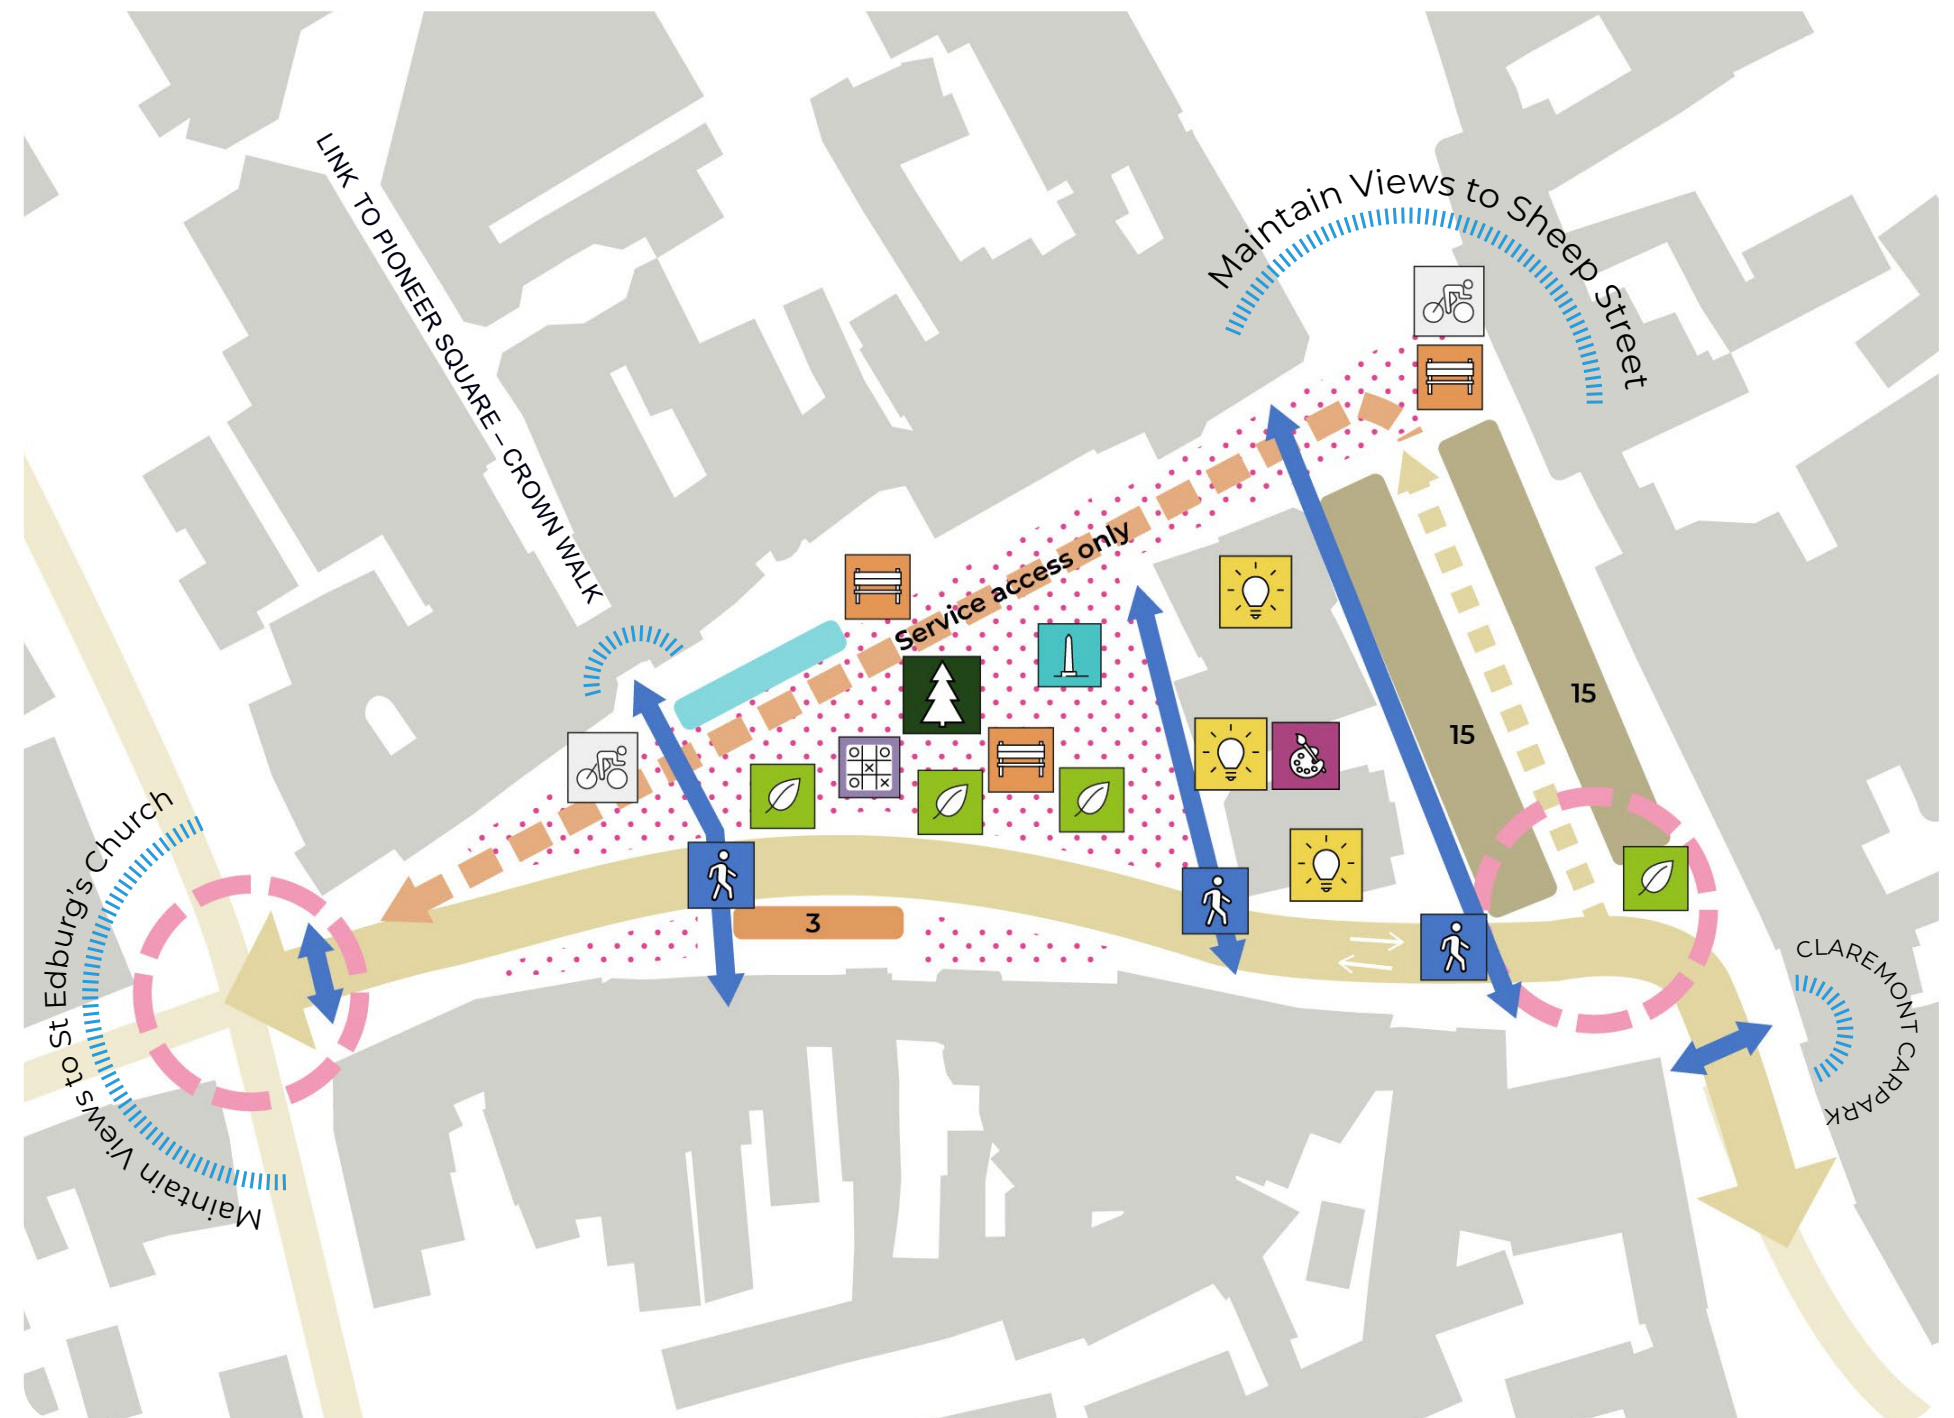 LINK TO PIONEER SQUARE – CROWN WALK
Maintain Views to Sheep Street
Service access only
15
15
3
Maintain Views to St Edburg's Church
CLAREMONT CARPARK